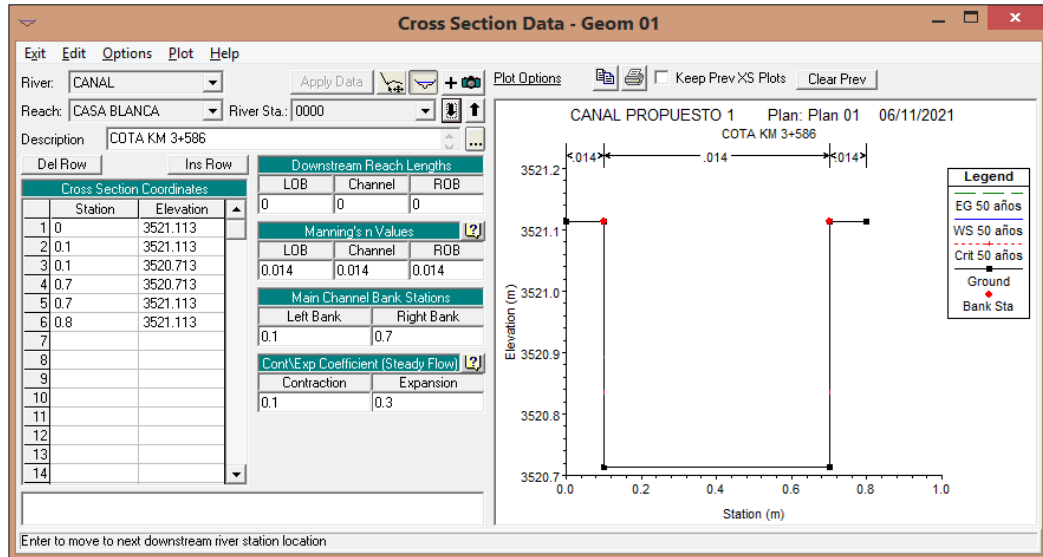 Cross Section Data - Geom 01
Exit Edit Options Plot Help
River: CANAL Apply Data Plot Options Keep Prev XS Plots Clear Prev
Reach: CASA BLANCA River Sta.: 0000
Description COTA KM 3+586 ...
Del Row Ins Row
Cross Section Coordinates
Station Elevation
1 0 3521.113
2 0.1 3521.113
3 0.1 3520.713
4 0.7 3520.713
5 0.7 3521.113
6 0.8 3521.113
7
8
9
10
11
12
13
14
Downstream Reach Lengths
LOB Channel ROB
0 0 0
Manning's n Values ?
LOB Channel ROB
0.014 0.014 0.014
Main Channel Bank Stations
Left Bank Right Bank
0.1 0.7
Cont\Exp Coefficient (Steady Flow) ?
Contraction Expansion
0.1 0.3
CANAL PROPUESTO 1 Plan: Plan 01 06/11/2021
COTA KM 3+586
.014 .014 .014
3521.2
3521.1
3521.0
3520.9
3520.8
3520.7
Elevation (m)
0.0 0.2 0.4 0.6 0.8 1.0
Station (m)
Legend
EG 50 años
WS 50 años
Crit 50 años
Ground
Bank Sta
Enter to move to next downstream river station location